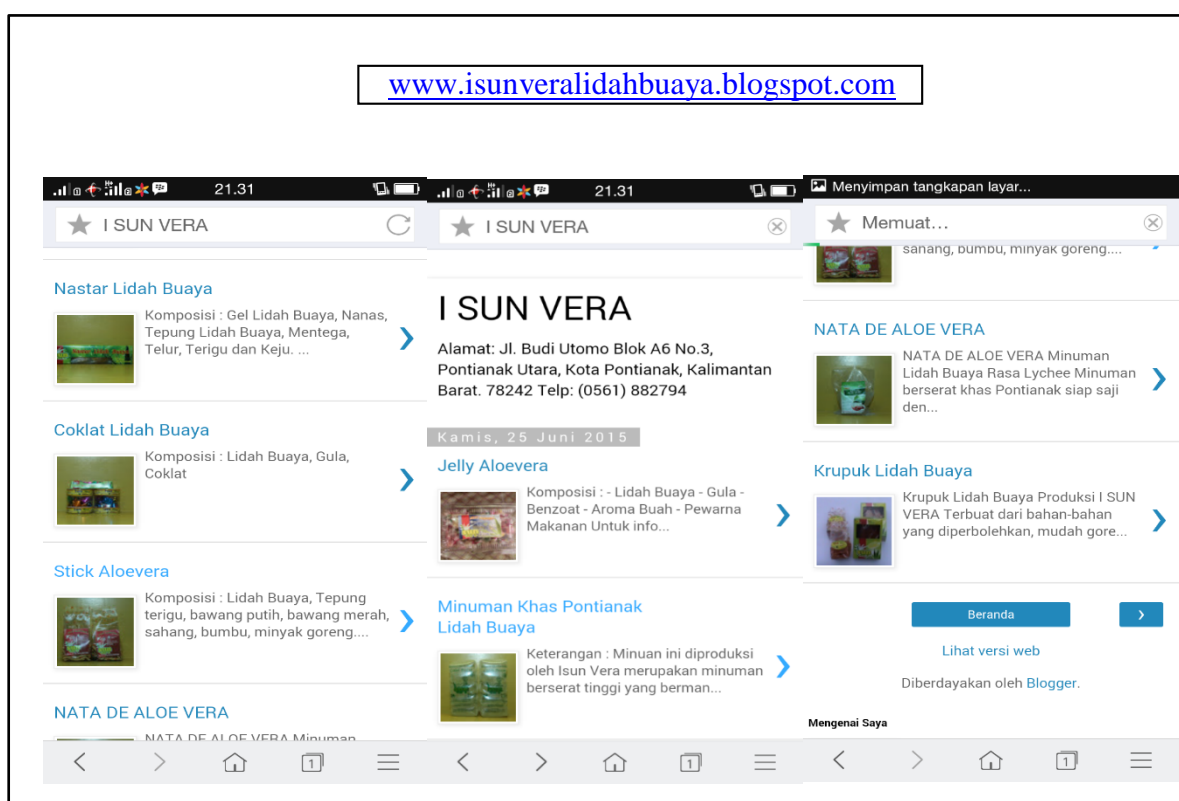 www.isunveralidahbuaya.blogspot.com
21.31
I SUN VERA
Nastar Lidah Buaya
Komposisi : Gel Lidah Buaya, Nanas,
Tepung Lidah Buaya, Mentega,
Telur, Terigu dan Keju. ...
Coklat Lidah Buaya
Komposisi : Lidah Buaya, Gula,
Coklat
Stick Aloevera
Komposisi : Lidah Buaya, Tepung
terigu, bawang putih, bawang merah,
sahang, bumbu, minyak goreng....
NATA DE ALOE VERA
NATA DE ALOE VERA Minuman
1
21.31
I SUN VERA
I SUN VERA
Alamat: Jl. Budi Utomo Blok A6 No.3,
Pontianak Utara, Kota Pontianak, Kalimantan
Barat. 78242 Telp: (0561) 882794
Kamis, 25 Juni 2015
Jelly Aloevera
Komposisi : - Lidah Buaya - Gula -
Benzoat - Aroma Buah - Pewarna
Makanan Untuk info...
Minuman Khas Pontianak
Lidah Buaya
Keterangan : Minuan ini diproduksi
oleh Isun Vera merupakan minuman
berserat tinggi yang berman...
1
Menyimpan tangkapan layar...
Memuat...
sahang, bumbu, minyak goreng....
NATA DE ALOE VERA
NATA DE ALOE VERA Minuman
Lidah Buaya Rasa Lychee Minuman
berserat khas Pontianak siap saji
den...
Krupuk Lidah Buaya
Krupuk Lidah Buaya Produksi I SUN
VERA Terbuat dari bahan-bahan
yang diperbolehkan, mudah gore...
Beranda
Lihat versi web
Diberdayakan oleh Blogger.
Mengenai Saya
1